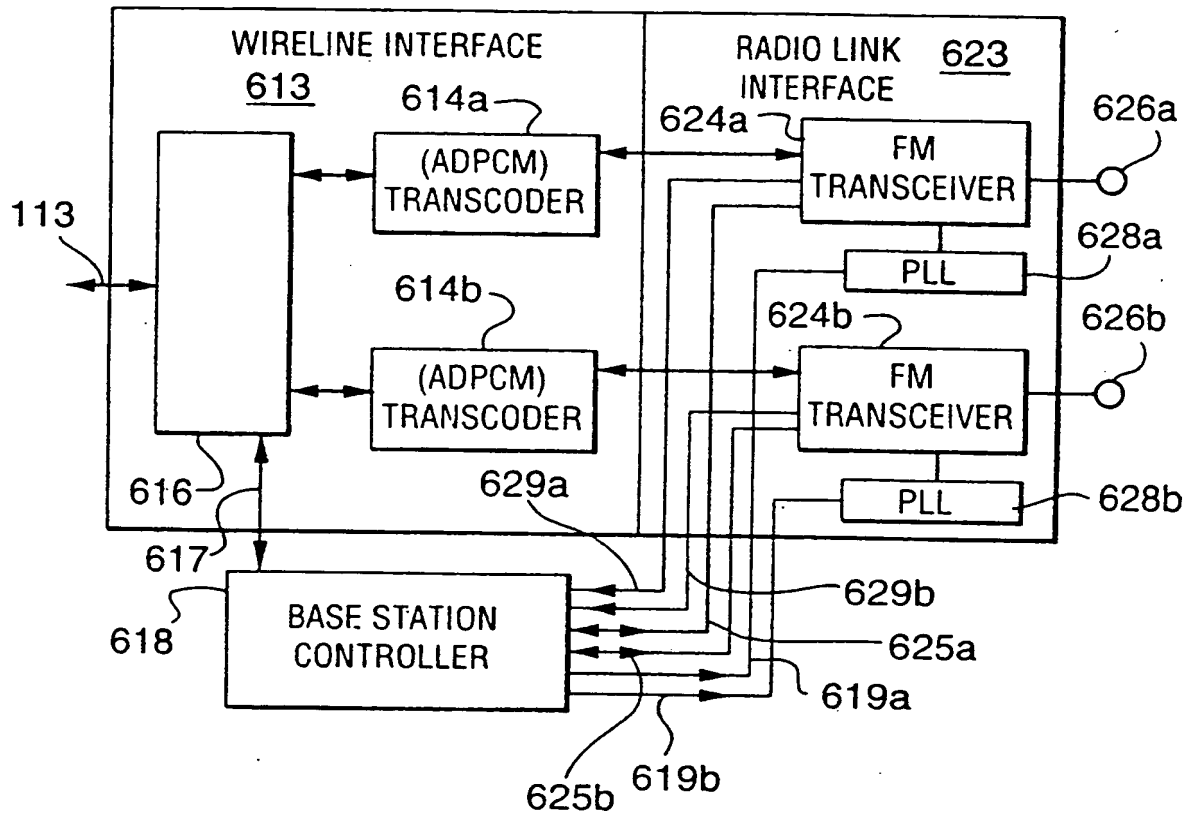 WIRELINE INTERFACE
613
RADIO LINK 623
INTERFACE
614a
624a
626a
(ADPCM)
TRANSCODER
FM
TRANSCEIVER
113
628a
PLL
614b
624b
626b
(ADPCM)
TRANSCODER
FM
TRANSCEIVER
616
629a
PLL
628b
617
618
BASE STATION
CONTROLLER
629b
625a
619a
619b
625b